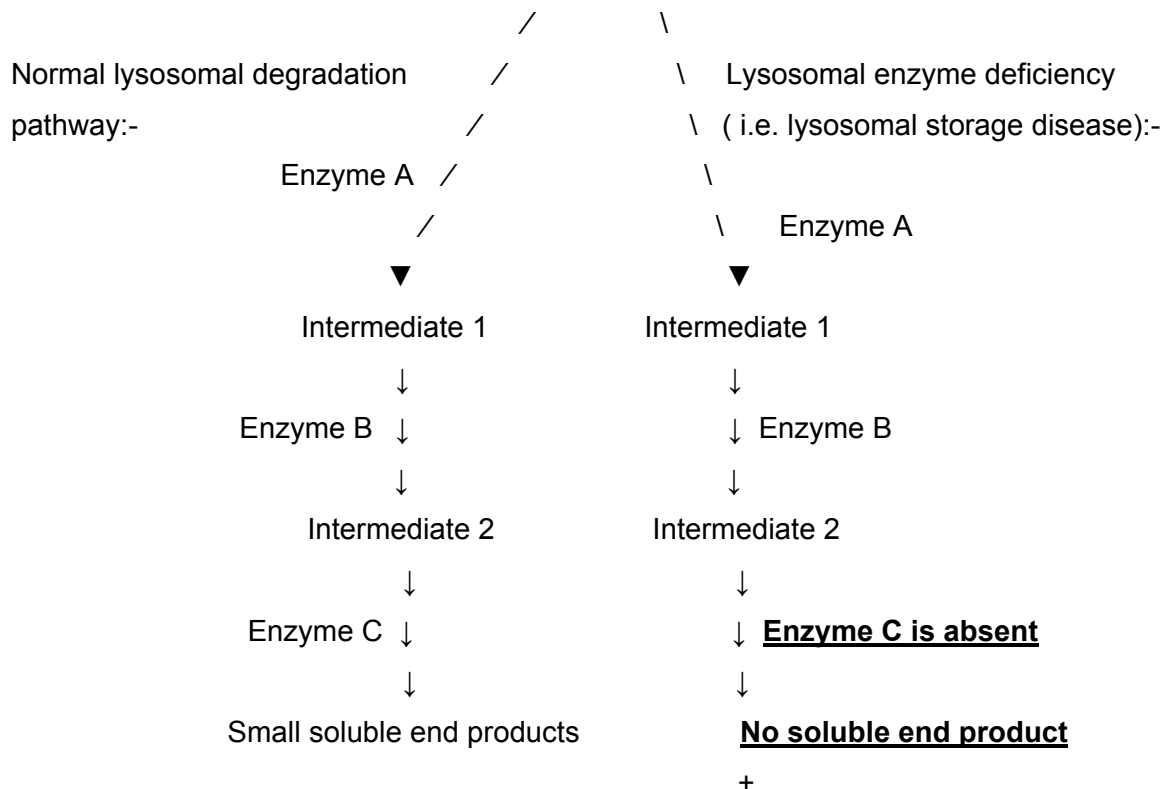 ∕ \
Normal lysosomal degradation ∕ \ Lysosomal enzyme deficiency
pathway:- ∕ \ ( i.e. lysosomal storage disease):-
Enzyme A ∕ \
∕ \ Enzyme A
▼ ▼
Intermediate 1 Intermediate 1
↓ ↓
Enzyme B ↓ ↓ Enzyme B
↓ ↓
Intermediate 2 Intermediate 2
↓ ↓
Enzyme C ↓ ↓ Enzyme C is absent
↓ ↓
Small soluble end products No soluble end product
+